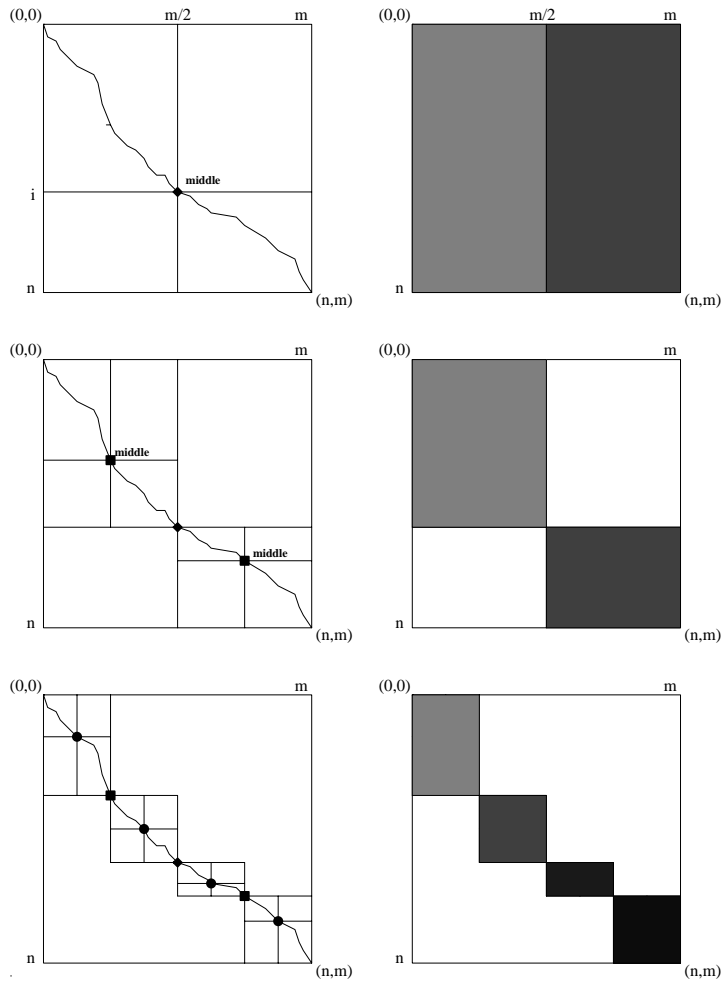 (0,0) m/2 m
middle
i
n
(n,m)
(0,0) m/2 m
n
(n,m)
(0,0) m
middle
middle
n
(n,m)
(0,0) m
n
(n,m)
(0,0) m
n
(n,m)
(0,0) m
n
(n,m)